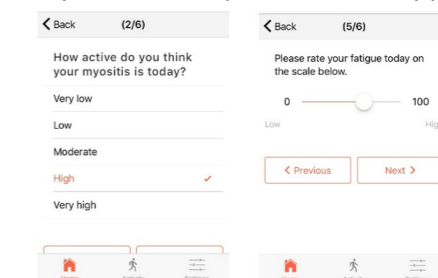 Back (2/6)
How active do you think
your myositis is today?
Very low
Low
Moderate
High
Very high
Back (5/6)
Please rate your fatigue today on
the scale below.
0 100
Low Hig
Previous Next